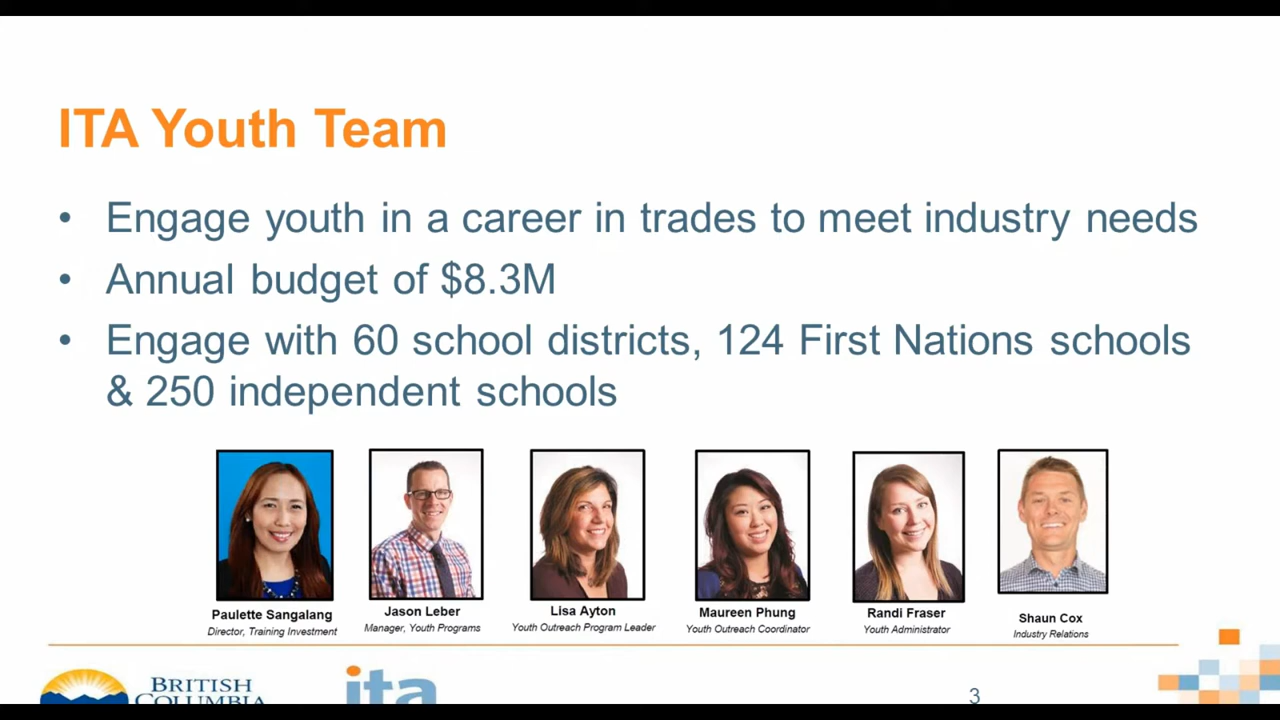 ITA Youth Team
• Engage youth in a career in trades to meet industry needs
• Annual budget of $8.3M
• Engage with 60 school districts, 124 First Nations schools
& 250 independent schools
Paulette Sangalang
Director, Training Investment
Jason Leber
Manager, Youth Programs
Lisa Ayton
Youth Outreach Program Leader
Maureen Phung
Youth Outreach Coordinator
Randi Fraser
Youth Administrator
Shaun Cox
Industry Relations
BRITISH
COLUMBIA
ita
3